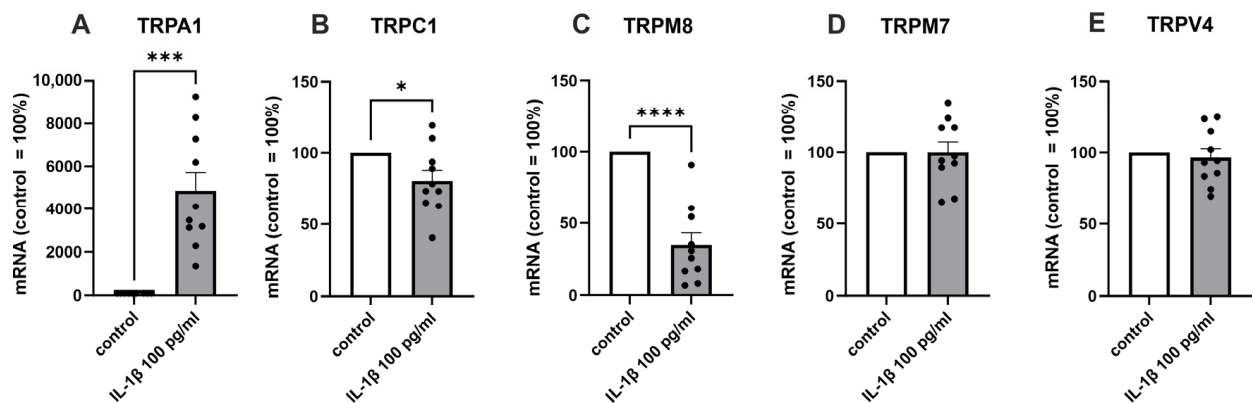 A TRPA1
mRNA (control = 100%)
10,000
8000
6000
4000
2000
0
***
control
IL-1β 100 pg/ml
B TRPC1
mRNA (control = 100%)
150
100
50
0
*
control
IL-1β 100 pg/ml
C TRPM8
mRNA (control = 100%)
150
100
50
0
****
control
IL-1β 100 pg/ml
D TRPM7
mRNA (control = 100%)
150
100
50
0
control
IL-1β 100 pg/ml
E TRPV4
mRNA (control = 100%)
150
100
50
0
control
IL-1β 100 pg/ml